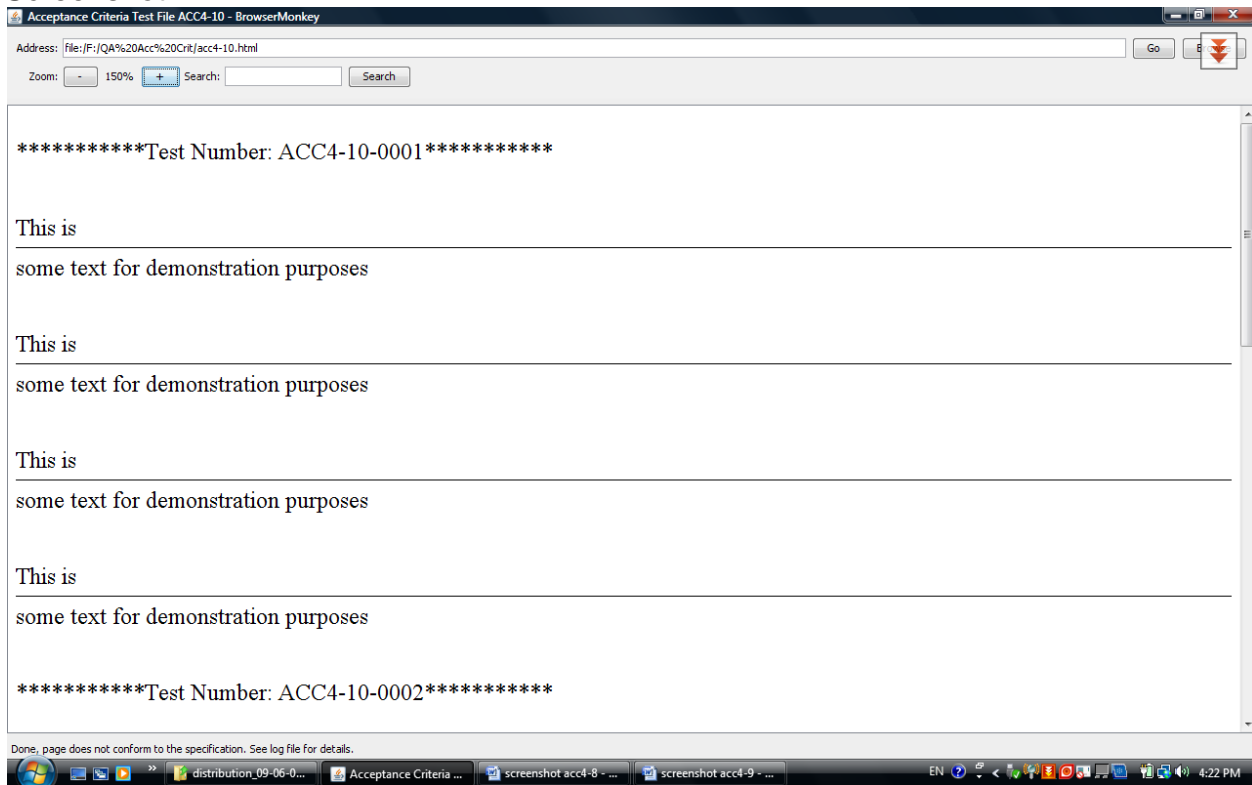 Acceptance Criteria Test File ACC4-10 - BrowserMonkey
Address: file:/F:/QA%20Acc%20Crit/acc4-10.html Go
Zoom: - 150% + Search: Search
***********Test Number: ACC4-10-0001***********
This is
some text for demonstration purposes
This is
some text for demonstration purposes
This is
some text for demonstration purposes
This is
some text for demonstration purposes
***********Test Number: ACC4-10-0002***********
Done, page does not conform to the specification. See log file for details.
» distribution_09-06-0... Acceptance Criteria ... screenshot acc4-8 - ... screenshot acc4-9 - ... EN < 4:22 PM